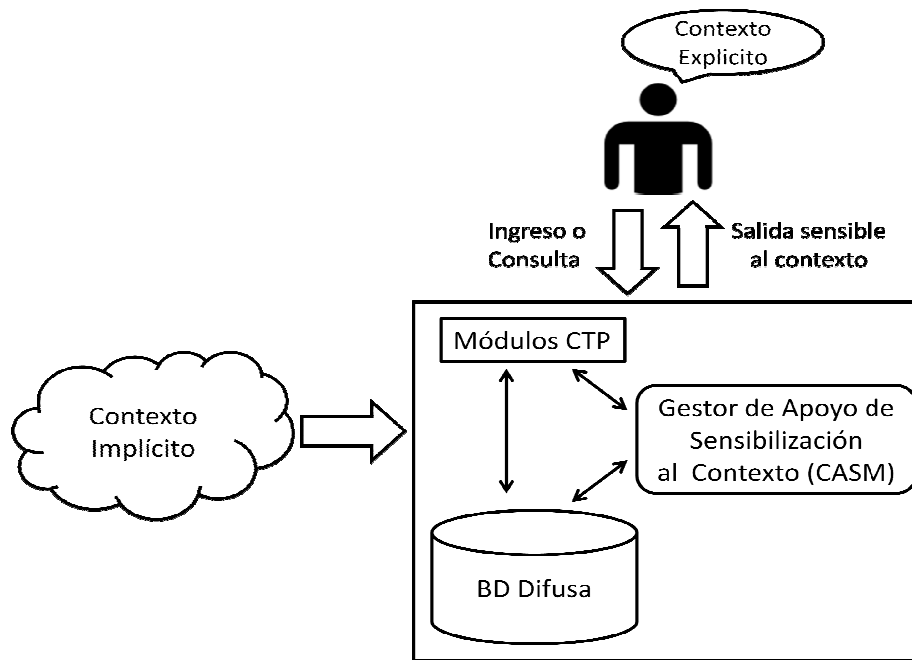 Contexto
Explicito
Ingreso o
Consulta
Salida sensible
al contexto
Módulos CTP
Contexto
Implícito
Gestor de Apoyo de
Sensibilización
al Contexto (CASM)
BD Difusa